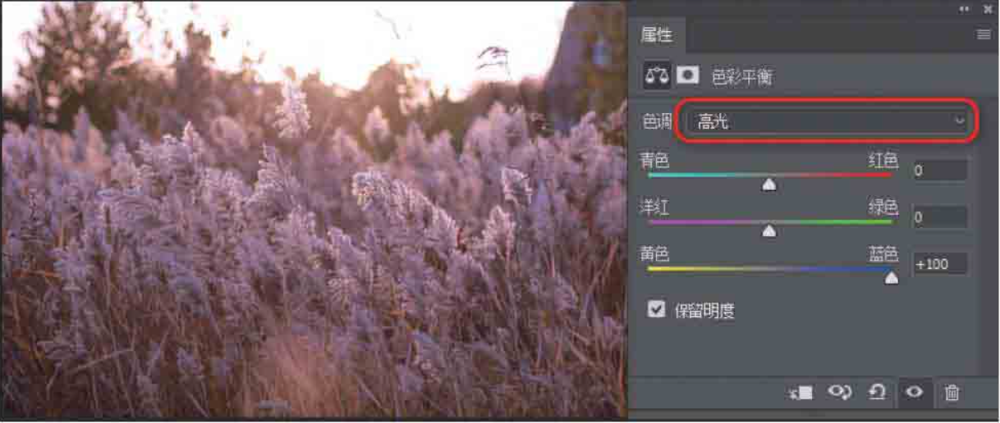 属性
色彩平衡
色调 高光
青色 红色 0
洋红 绿色 0
黄色 蓝色 +100
保留明度